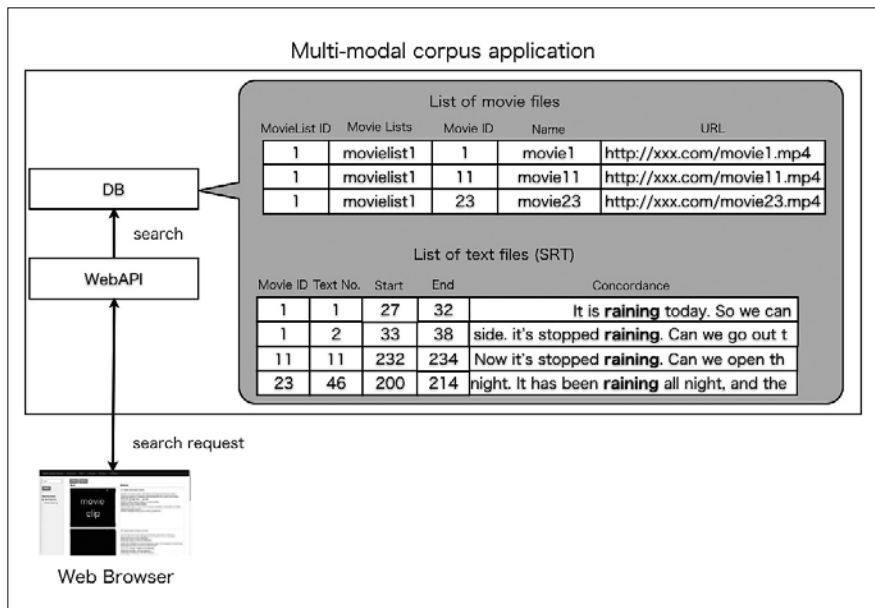 Multi-modal corpus application
List of movie files
MovieList ID Movie Lists Movie ID Name URL
1 movielist1 1 movie1 http://xxx.com/movie1.mp4
1 movielist1 11 movie11 http://xxx.com/movie11.mp4
1 movielist1 23 movie23 http://xxx.com/movie23.mp4
DB
search
WebAPI
List of text files (SRT)
Movie ID Text No. Start End Concordance
1 1 27 32 It is raining today. So we can
1 2 33 38 side. it's stopped raining. Can we go out t
11 11 232 234 Now it's stopped raining. Can we open th
23 46 200 214 night. It has been raining all night, and the
search request
movie
clip
Web Browser